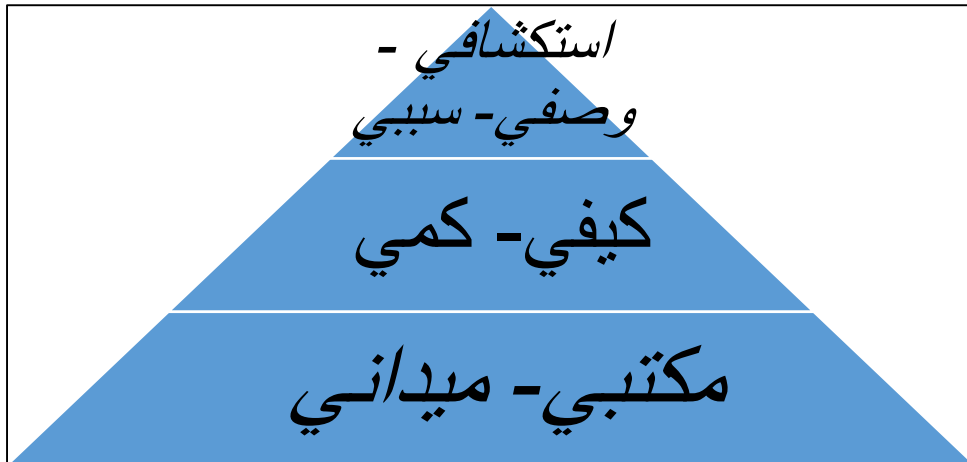 استكشافي -
وصفي- سببي
كيفي- كمي
مكتبي- ميداني